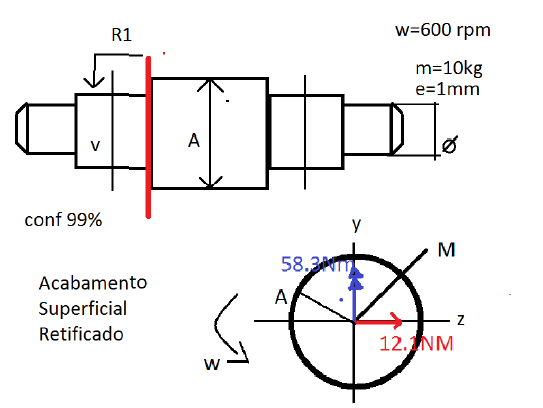 R1
w=600 rpm
m=10kg
e=1mm
A
v
Ø
conf 99%
y
M
58.3Nm
Acabamento
Superficial
Retificado
A
z
12.1NM
w